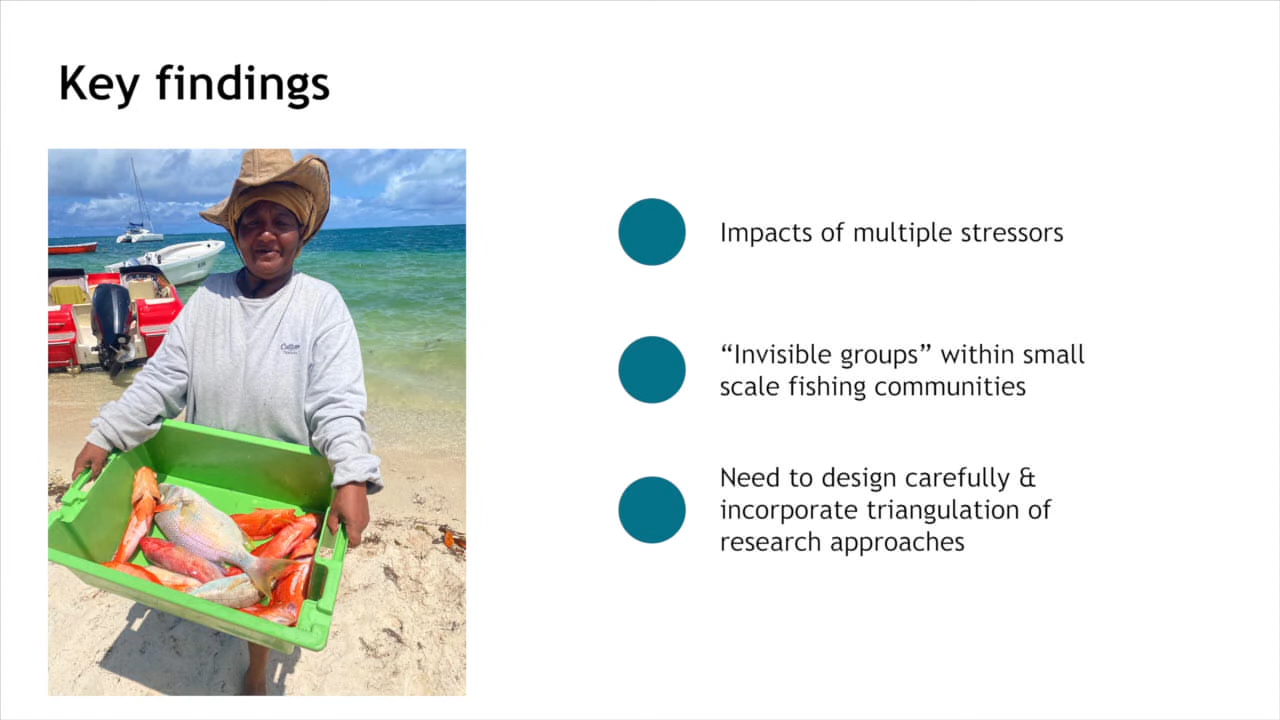 Key findings
Impacts of multiple stressors
“Invisible groups” within small
scale fishing communities
Need to design carefully &
incorporate triangulation of
research approaches